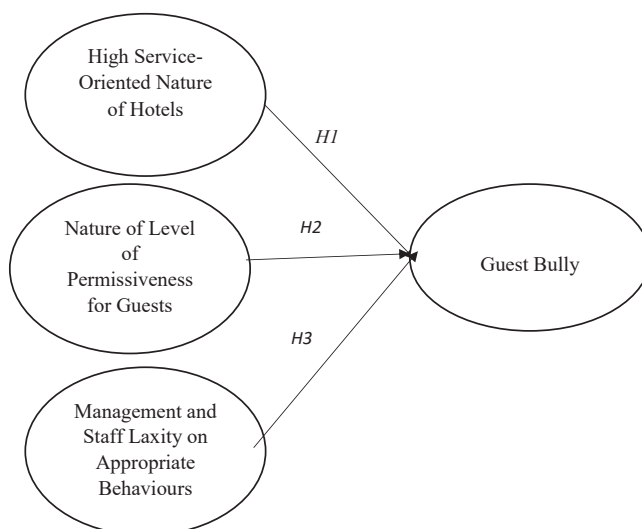 High Service-
Oriented Nature
of Hotels
H1
Nature of Level
of
Permissiveness
for Guests
H2
Guest Bully
H3
Management and
Staff Laxity on
Appropriate
Behaviours